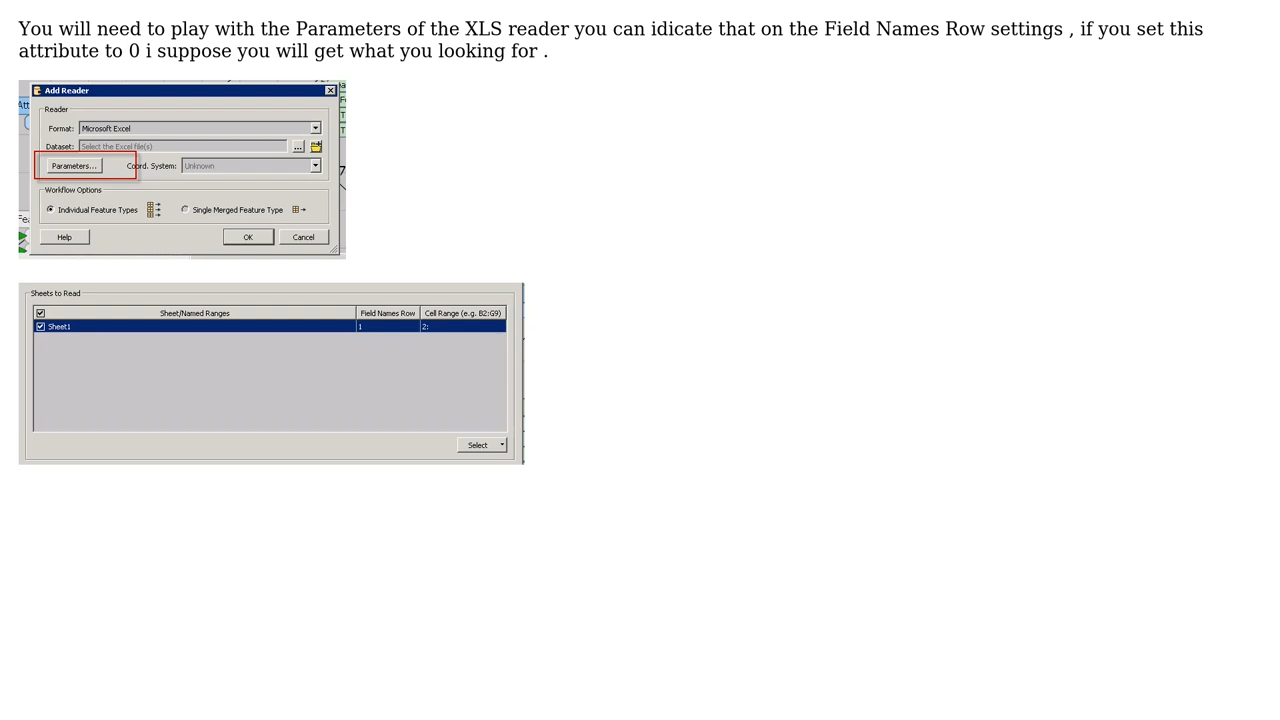 You will need to play with the Parameters of the XLS reader you can idicate that on the Field Names Row settings , if you set this
attribute to 0 i suppose you will get what you looking for .
Add Reader
Reader
Format: Microsoft Excel
Dataset: Select the Excel file(s) ...
Parameters... Coord. System: Unknown
Workflow Options
Individual Feature Types Single Merged Feature Type
Help OK Cancel
Sheets to Read
Sheet/Named Ranges Field Names Row Cell Range (e.g. B2:G9)
Sheet1 1 2:
Select